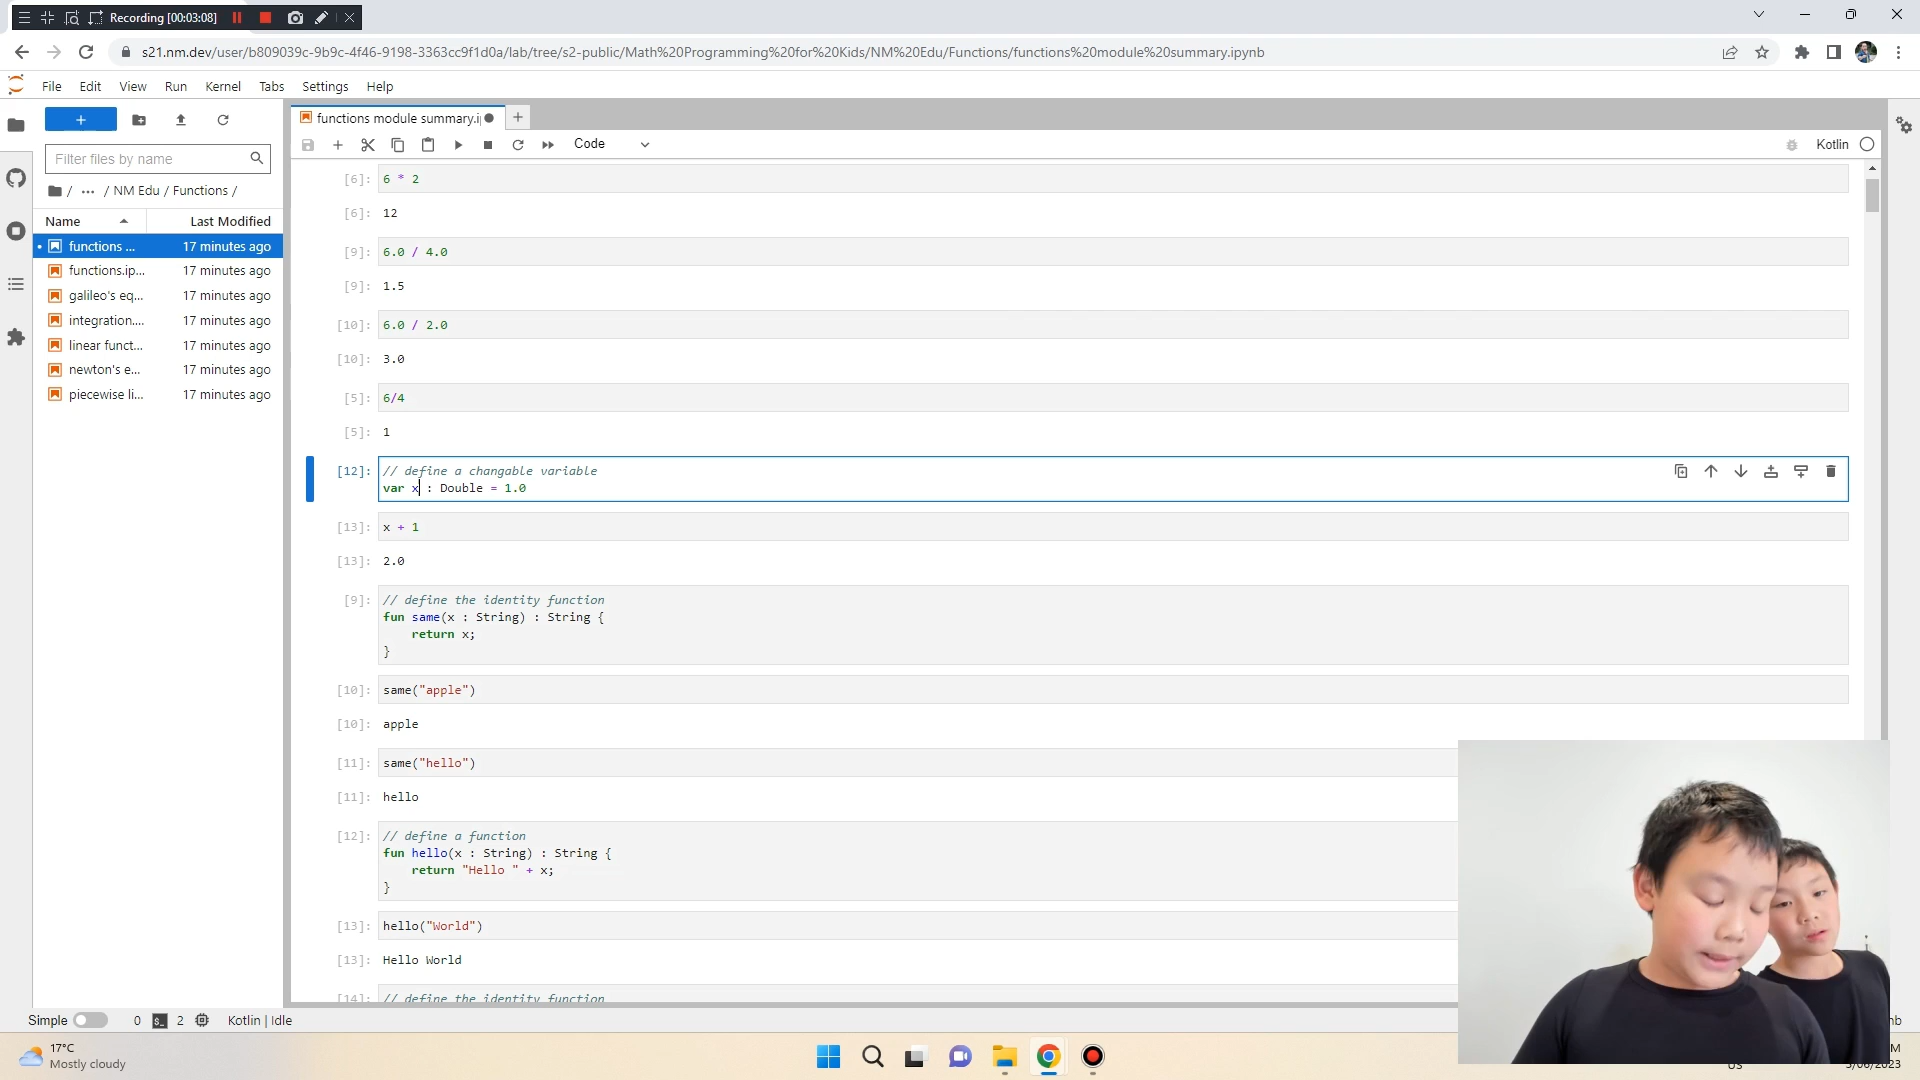 Recording [00:03:08]
s21.nm.dev/user/b809039c-9b9c-4f46-9198-3363cc9f1d0a/lab/tree/s2-public/Math%20Programming%20for%20Kids/NM%20Edu/Functions/functions%20module%20summary.ipynb
File Edit View Run Kernel Tabs Settings Help
functions module summary.i
Code
Kotlin
Filter files by name
/ ··· / NM Edu / Functions /
Name Last Modified
functions ... 17 minutes ago
functions.ip... 17 minutes ago
galileo's eq... 17 minutes ago
integration.... 17 minutes ago
linear funct... 17 minutes ago
newton's e... 17 minutes ago
piecewise li... 17 minutes ago
[6]: 6 * 2
[6]: 12
[9]: 6.0 / 4.0
[9]: 1.5
[10]: 6.0 / 2.0
[10]: 3.0
[5]: 6/4
[5]: 1
[12]: // define a changable variable
var x : Double = 1.0
[13]: x + 1
[13]: 2.0
[9]: // define the identity function
fun same(x : String) : String {
return x;
}
[10]: same("apple")
[10]: apple
[11]: same("hello")
[11]: hello
[12]: // define a function
fun hello(x : String) : String {
return "Hello " + x;
}
[13]: hello("World")
[13]: Hello World
[14]: // define the identity function
Simple 0 2 Kotlin | Idle
17°C
Mostly cloudy